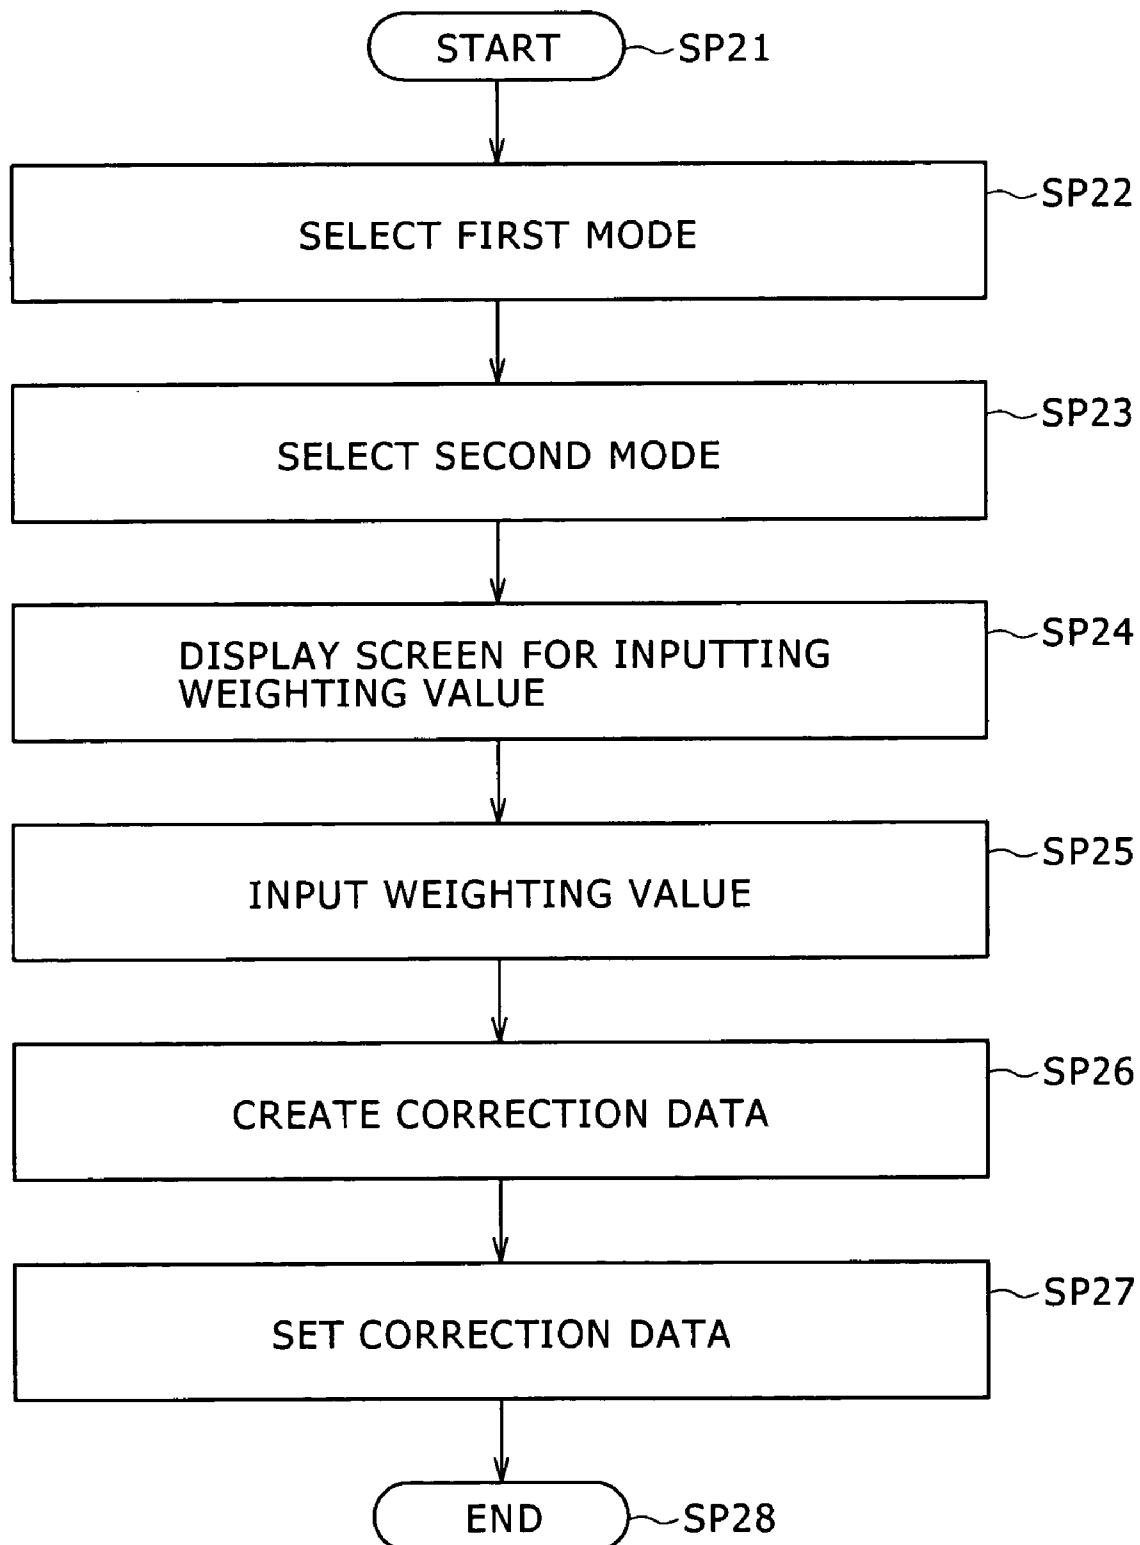 START
SP21
SP22
SELECT FIRST MODE
SP23
SELECT SECOND MODE
SP24
DISPLAY SCREEN FOR INPUTTING
WEIGHTING VALUE
SP25
INPUT WEIGHTING VALUE
SP26
CREATE CORRECTION DATA
SP27
SET CORRECTION DATA
END
SP28